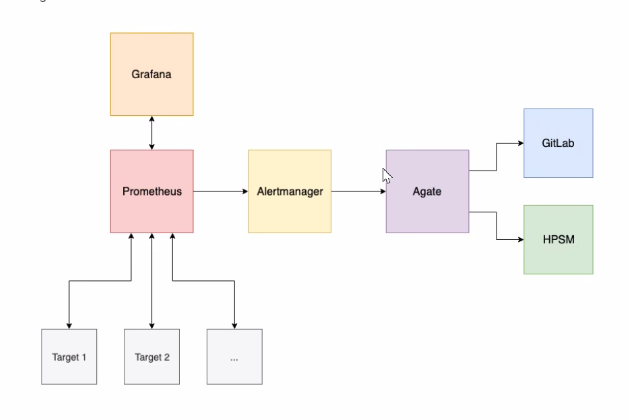 Grafana
Prometheus
Alertmanager
Agate
GitLab
HPSM
Target 1
Target 2
...